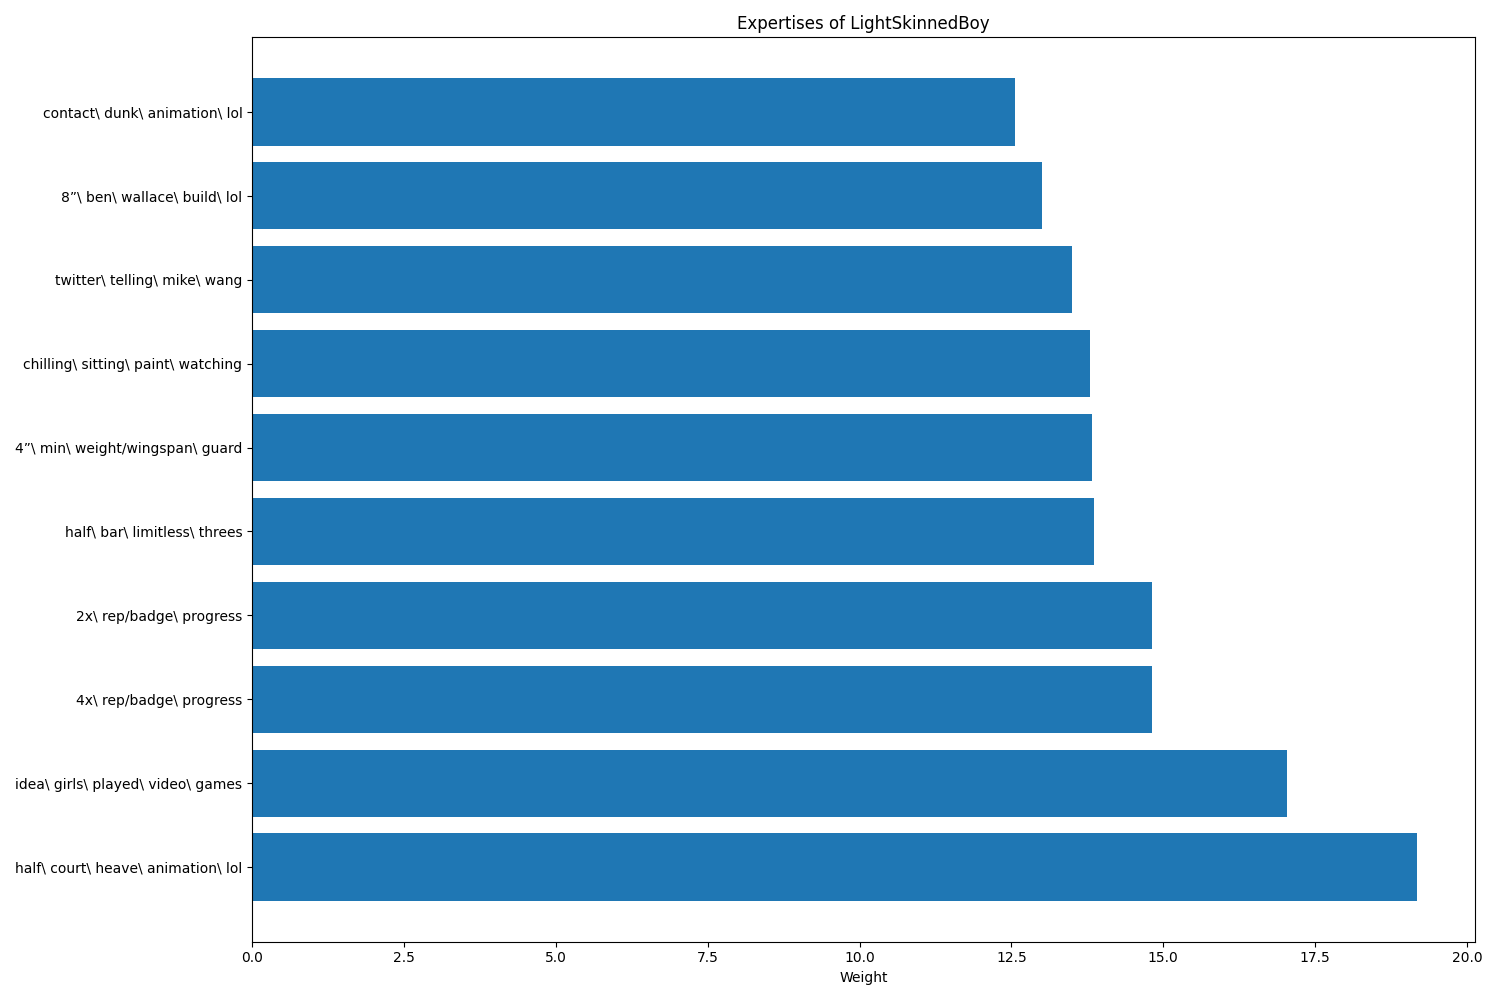 Expertises of LightSkinnedBoy
contact\ dunk\ animation\ lol
8”\ ben\ wallace\ build\ lol
twitter\ telling\ mike\ wang
chilling\ sitting\ paint\ watching
4”\ min\ weight/wingspan\ guard
half\ bar\ limitless\ threes
2x\ rep/badge\ progress
4x\ rep/badge\ progress
idea\ girls\ played\ video\ games
half\ court\ heave\ animation\ lol
0.0 2.5 5.0 7.5 10.0 12.5 15.0 17.5 20.0
Weight